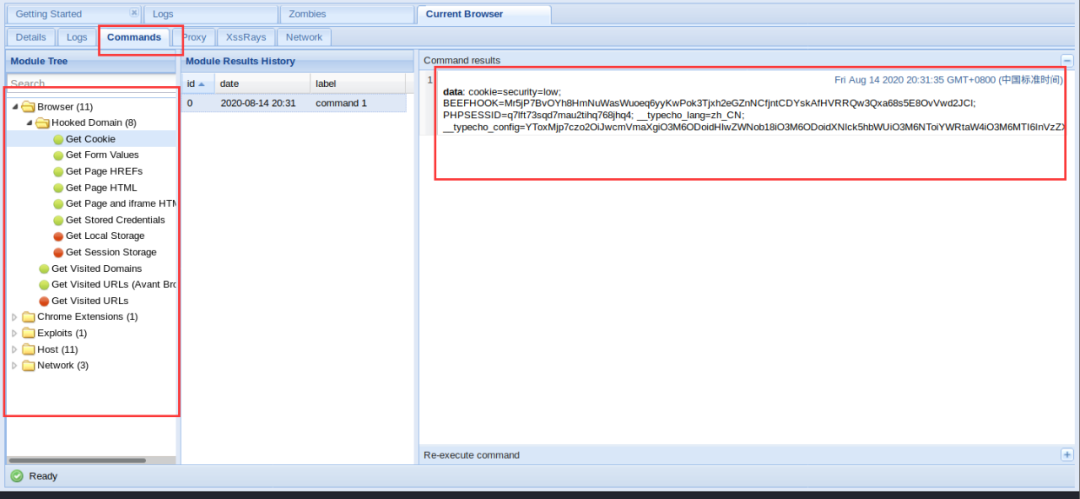 Getting Started
Logs
Zombies
Current Browser
Details
Logs
Commands
Proxy
XssRays
Network
Module Tree
Search
Browser (11)
Hooked Domain (8)
Get Cookie
Get Form Values
Get Page HREFs
Get Page HTML
Get Page and iframe HTM
Get Stored Credentials
Get Local Storage
Get Session Storage
Get Visited Domains
Get Visited URLs (Avant Bro
Get Visited URLs
Chrome Extensions (1)
Exploits (1)
Host (11)
Network (3)
Module Results History
id date label
0 2020-08-14 20:31 command 1
Command results
1
Fri Aug 14 2020 20:31:35 GMT+0800 (中国标准时间)
data: cookie=security=low;
BEEFHOOK=Mr5jP7BvOYh8HmNuWasWuoeq6yyKwPok3Tjxh2eGZnNCfjntCDYskAfHVRRQw3Qxa68s5E8OvVwd2JCI;
PHPSESSID=q7lft73sqd7mau2tihq768jhq4; __typecho_lang=zh_CN;
__typecho_config=YToxMjp7czo2OiJwcmVmaXgiO3M6ODoidHlwZWNob18iO3M6ODoidXNlck5hbWUiO3M6NToiYWRtaW4iO3M6MTI6InVzZX
Re-execute command
Ready